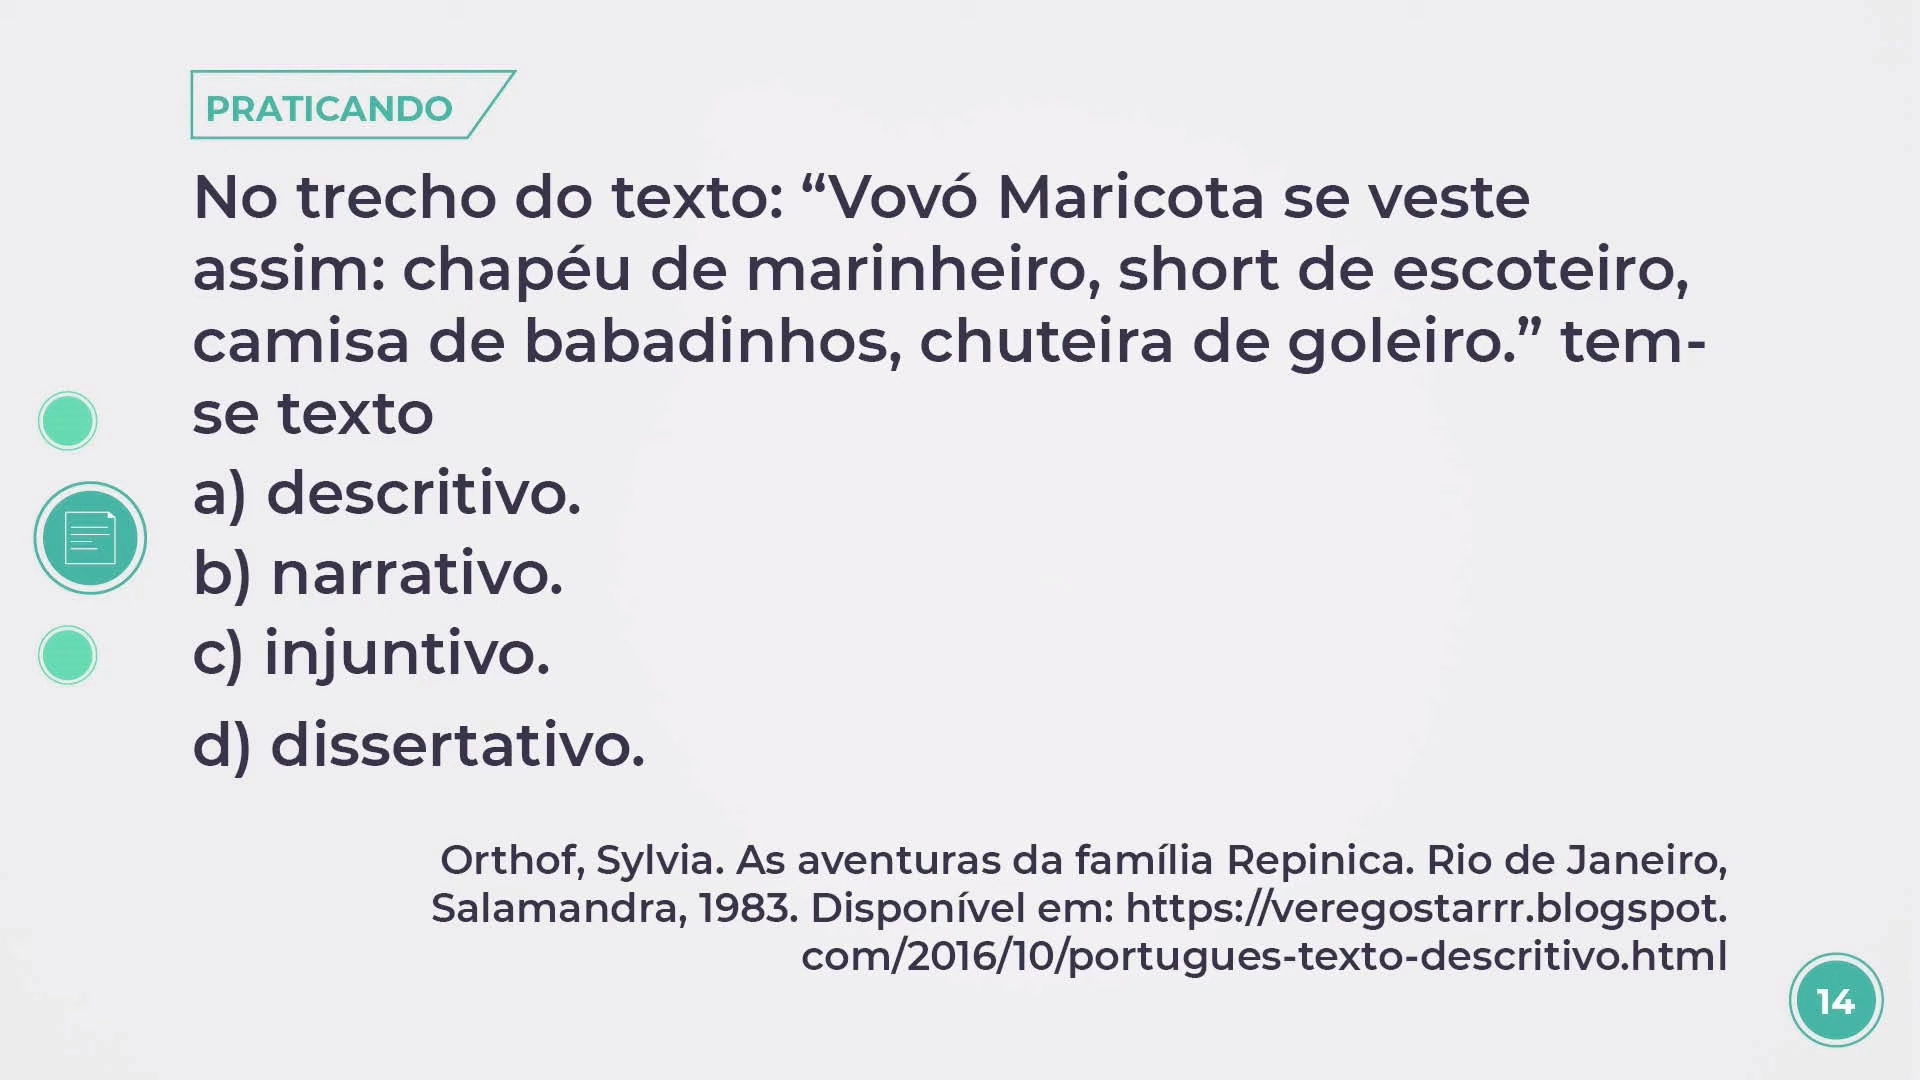 PRATICANDO
No trecho do texto: “Vovó Maricota se veste
assim: chapéu de marinheiro, short de escoteiro,
camisa de babadinhos, chuteira de goleiro.” tem-
se texto
a) descritivo.
b) narrativo.
c) injuntivo.
d) dissertativo.
Orthof, Sylvia. As aventuras da família Repinica. Rio de Janeiro,
Salamandra, 1983. Disponível em: https://veregostarrr.blogspot.
com/2016/10/portugues-texto-descritivo.html
14